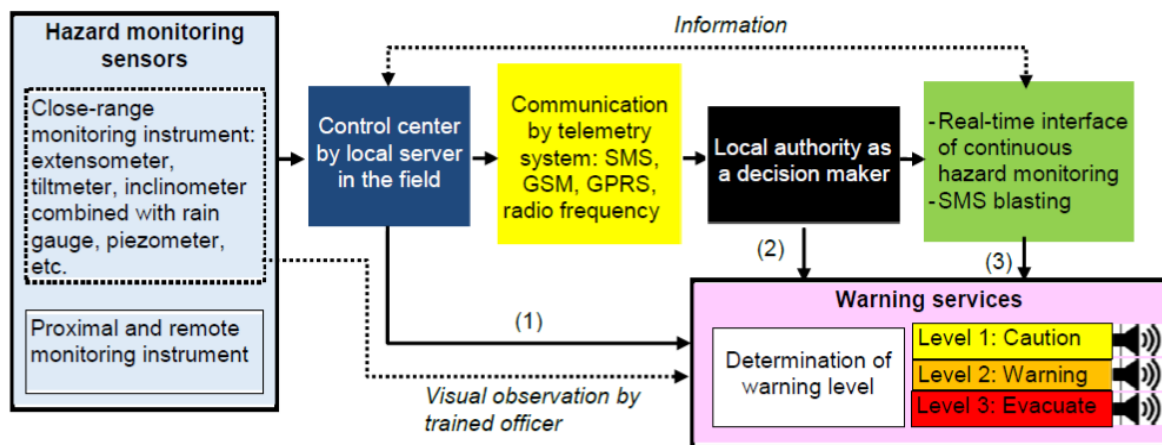 Hazard monitoring
sensors
Close-range
monitoring instrument:
extensometer,
tiltmeter, inclinometer
combined with rain
gauge, piezometer,
etc.
Proximal and remote
monitoring instrument
Information
Control center
by local server
in the field
Communication
by telemetry
system: SMS,
GSM, GPRS,
radio frequency
Local authority as
a decision maker
-Real-time interface
of continuous
hazard monitoring
-SMS blasting
(1)
(2)
(3)
Visual observation by
trained officer
Warning services
Determination of
warning level
Level 1: Caution
Level 2: Warning
Level 3: Evacuate